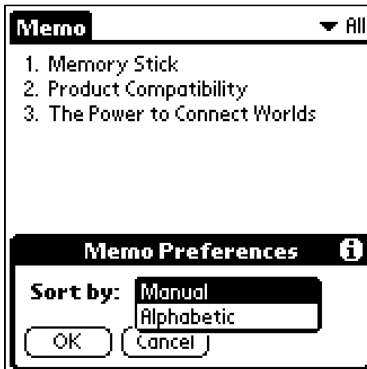 Memo All
1. Memory Stick
2. Product Compatibility
3. The Power to Connect Worlds
Memo Preferences i
Sort by: Manual
Alphabetic
OK Cancel